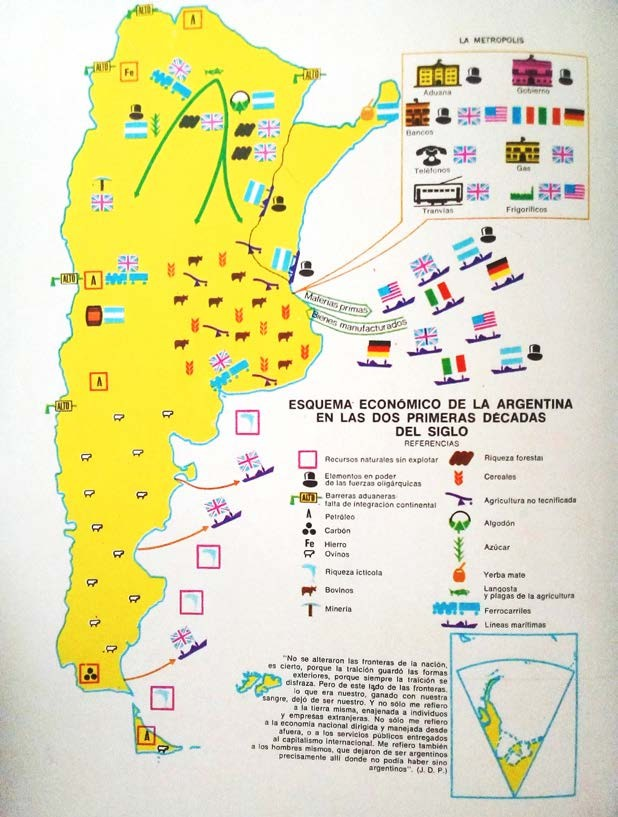 ALTO
A
ALTO
Fe
ALTO
ALTO
A
A
ALTO
A
LA METROPOLIS
Aduana
Gobierno
Bancos
Teléfonos
Gas
Tranvías
Frigoríficos
Materias primas
Bienes manufacturados
ESQUEMA ECONÓMICO DE LA ARGENTINA
EN LAS DOS PRIMERAS DÉCADAS
DEL SIGLO
REFERENCIAS
Recursos naturales sin explotar
Elementos en poder
de las fuerzas oligárquicas
ALTO
Barreras aduaneras
falta de integracion continental
A
Petróleo
Carbón
Fe
Hierro
Ovinos
Riqueza ictícola
Bovinos
Minería
Riqueza forestal
Cereales
Agricultura no tecnificada
Algodón
Azúcar
Yerba mate
Langosta
y plagas de la agricultura
Ferrocarriles
Líneas marítimas
"No se alteraron las fronteras de la nación,
es cierto, porque la traición guardó las formas
exteriores, porque siempre la traición se
disfraza. Pero de este lado de las fronteras,
lo que era nuestro, ganado con nuestra
sangre, dejó de ser nuestro. Y no sólo me refiero
a la tierra misma, enajenada a individuos
y empresas extranjeras. No sólo me refiero
a la economía nacional dirigida y manejada desde
afuera, o a los servicios públicos entregados
al capitalismo internacional. Me refiero también
a los hombres mismos, que dejaron de ser argentinos
precisamente allí donde no podía haber sino
argentinos". (J. D. P.)